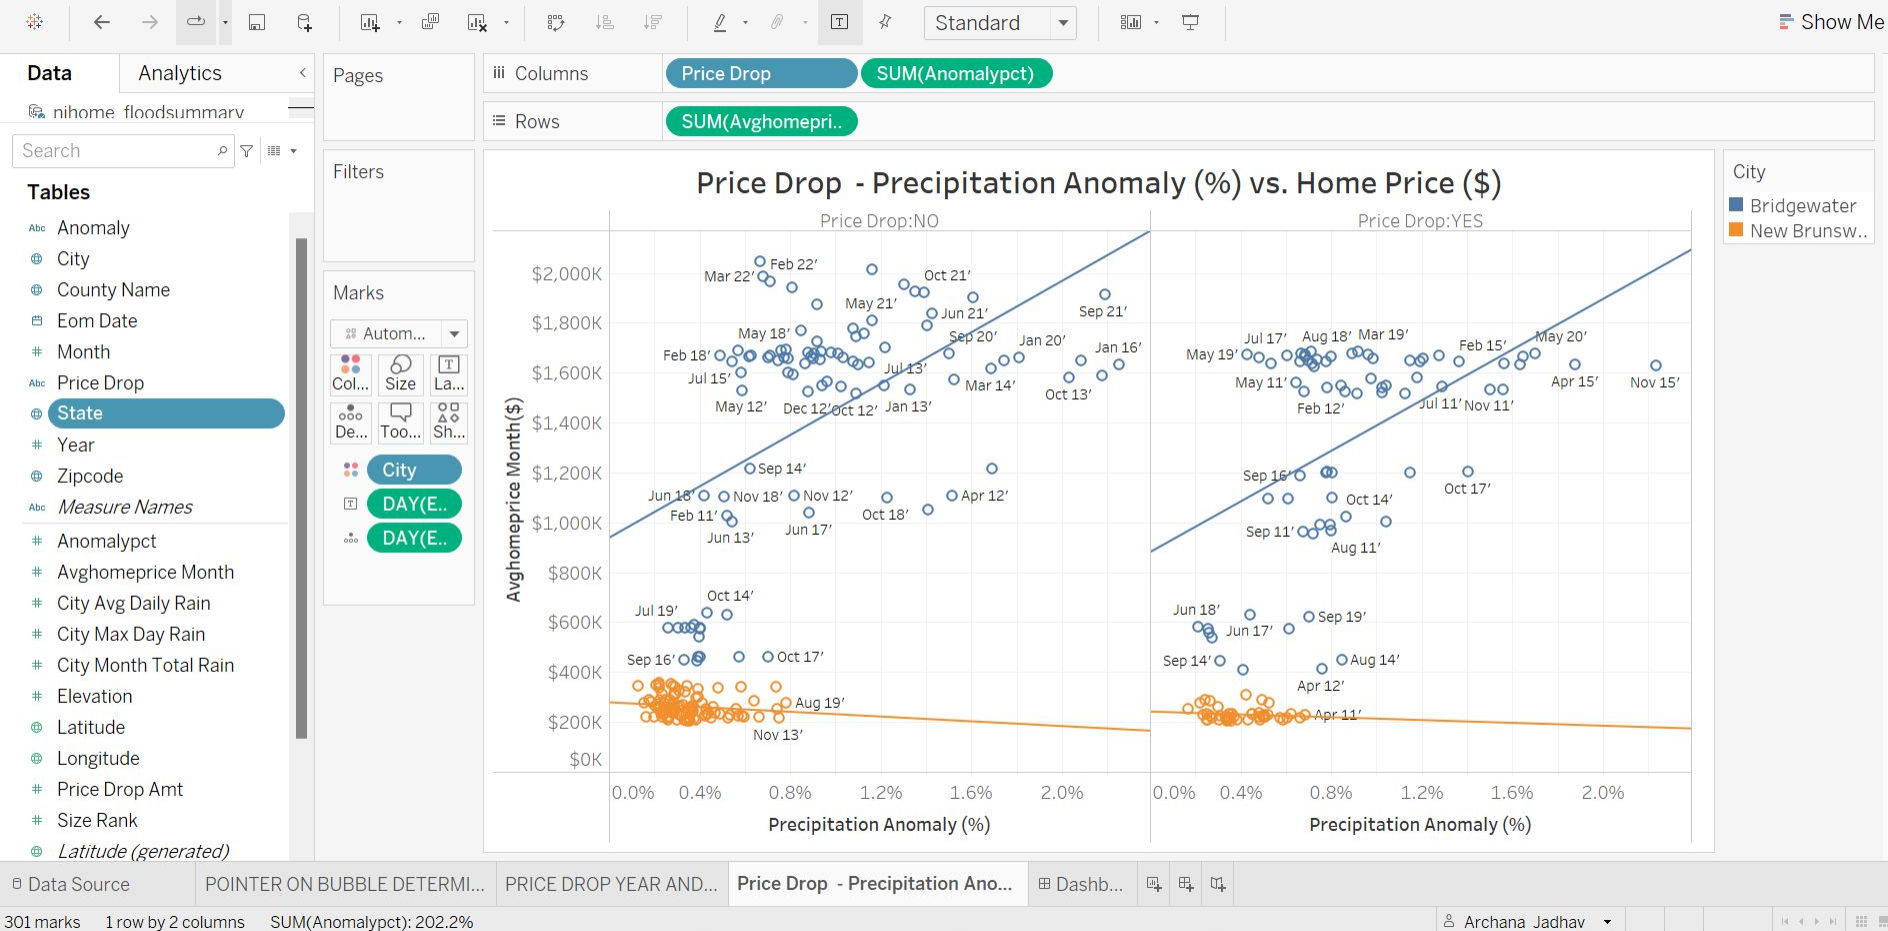 Standard
Show Me
Data
Analytics
njhome_floodsummary
Search
Tables
Abc Anomaly
City
County Name
Eom Date
# Month
Abc Price Drop
State
# Year
Zipcode
Abc Measure Names
# Anomalypct
# Avghomeprice Month
# City Avg Daily Rain
# City Max Day Rain
# City Month Total Rain
# Elevation
Latitude
Longitude
# Price Drop Amt
# Size Rank
Latitude (generated)
Pages
Filters
Marks
Autom...
Col... Size La...
De... Too... Sh...
City
DAY(E..
DAY(E..
Columns Price Drop SUM(Anomalypct)
Rows SUM(Avghomepri..
Price Drop - Precipitation Anomaly (%) vs. Home Price ($)
Price Drop:NO
Price Drop:YES
Avghomeprice Month($)
$2,000K
$1,800K
$1,600K
$1,400K
$1,200K
$1,000K
$800K
$600K
$400K
$200K
$0K
Feb 22'
Mar 22'
Oct 21'
May 21'
Jun 21'
Sep 21'
May 18'
Sep 20'
Jan 20'
Jan 16'
Feb 18'
Jul 13'
Jul 15'
Mar 14'
Oct 13'
May 12'
Dec 12'
Oct 12'
Jan 13'
Sep 14'
Jun 18'
Nov 18'
Nov 12'
Apr 12'
Feb 11'
Oct 18'
Jun 13'
Jun 17'
Oct 14'
Jul 19'
Sep 16'
Oct 17'
Aug 19'
Nov 13'
Jul 17'
Aug 18'
Mar 19'
May 20'
Feb 15'
May 19'
May 11'
Apr 15'
Nov 15'
Feb 12'
Jul 11'
Nov 11'
Sep 16'
Oct 17'
Oct 14'
Sep 11'
Aug 11'
Jun 18'
Sep 19'
Jun 17'
Sep 14'
Aug 14'
Apr 12'
Apr 11'
0.0% 0.4% 0.8% 1.2% 1.6% 2.0%
0.0% 0.4% 0.8% 1.2% 1.6% 2.0%
Precipitation Anomaly (%)
Precipitation Anomaly (%)
City
Bridgewater
New Brunsw..
Data Source
POINTER ON BUBBLE DETERMI...
PRICE DROP YEAR AND...
Price Drop - Precipitation Ano...
Dashb...
301 marks
1 row by 2 columns
SUM(Anomalypct): 202.2%
Archana Jadhav